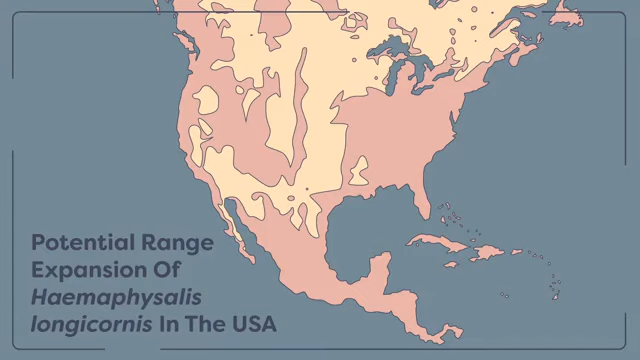 Potential Range
Expansion Of
Haemaphysalis
longicornis In The USA